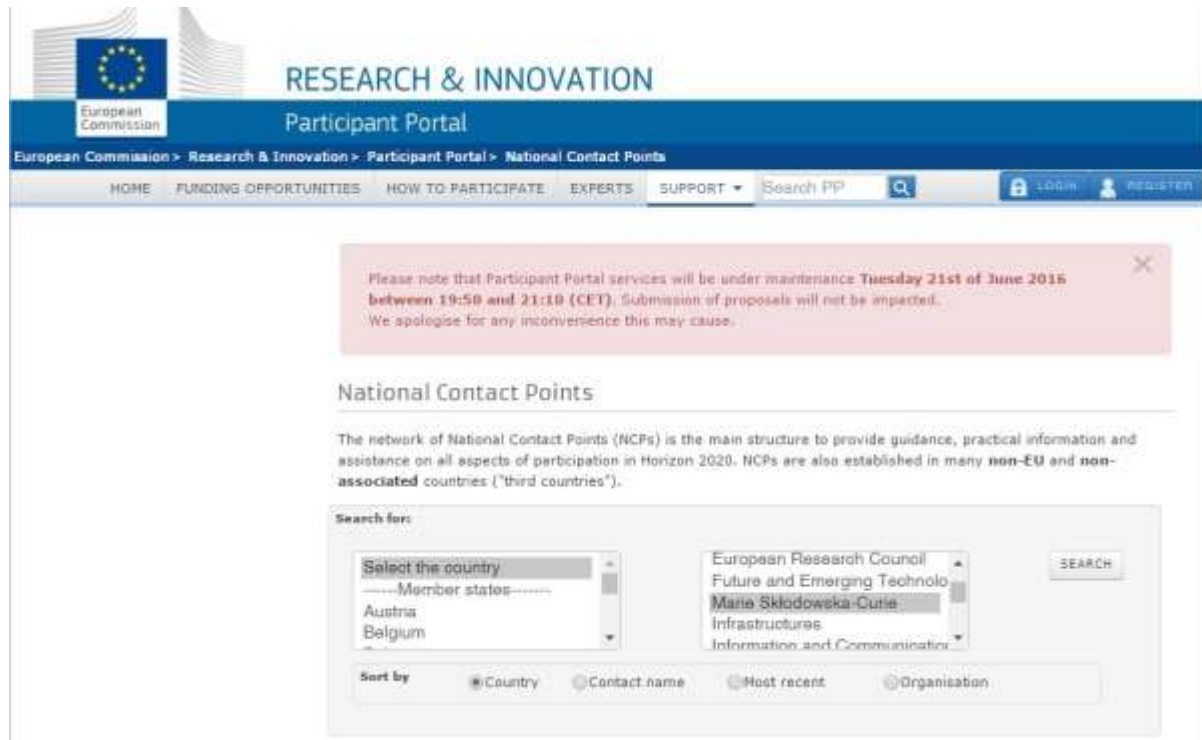 RESEARCH & INNOVATION
European
Commission
Participant Portal
European Commission > Research & Innovation > Participant Portal > National Contact Points
HOME FUNDING OPPORTUNITIES HOW TO PARTICIPATE EXPERTS SUPPORT Search PP LOGIN REGISTER
Please note that Participant Portal services will be under maintenance Tuesday 21st of June 2016
between 19:50 and 21:10 (CET). Submission of proposals will not be impacted.
We apologise for any inconvenience this may cause.
National Contact Points
The network of National Contact Points (NCPs) is the main structure to provide guidance, practical information and
assistance on all aspects of participation in Horizon 2020. NCPs are also established in many non-EU and non-
associated countries ("third countries").
Search for:
Select the country
------Member states-------
Austria
Belgium
European Research Council
Future and Emerging Technolo
Marie Skłodowska-Curie
Infrastructures
Information and Communication
SEARCH
Sort by Country Contact name Most recent Organisation